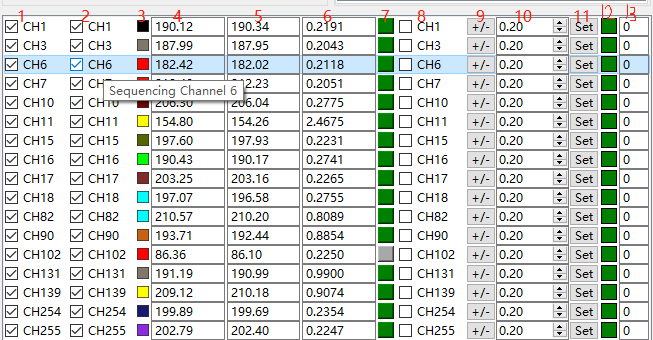 1 2 3 4 5 6 7 8 9 10 11 12 13
CH1 CH1 190.12 190.34 0.2191 CH1 +/- 0.20 Set 0
CH3 CH3 187.99 187.95 0.2043 CH3 +/- 0.20 Set 0
CH6 CH6 182.42 182.02 0.2118 CH6 +/- 0.20 Set 0
CH7 .23 0.2051 CH7 +/- 0.20 Set 0
Sequencing Channel 6
CH10 CH10 206.30 206.04 0.2775 CH10 +/- 0.20 Set 0
CH11 CH11 154.80 154.26 2.4675 CH11 +/- 0.20 Set 0
CH15 CH15 197.60 197.93 0.2231 CH15 +/- 0.20 Set 0
CH16 CH16 190.43 190.17 0.2741 CH16 +/- 0.20 Set 0
CH17 CH17 203.25 203.16 0.2265 CH17 +/- 0.20 Set 0
CH18 CH18 197.07 196.58 0.2755 CH18 +/- 0.20 Set 0
CH82 CH82 210.57 210.20 0.8089 CH82 +/- 0.20 Set 0
CH90 CH90 193.71 192.44 0.8854 CH90 +/- 0.20 Set 0
CH102 CH102 86.36 86.10 0.2250 CH102 +/- 0.20 Set 0
CH131 CH131 191.19 190.99 0.9900 CH131 +/- 0.20 Set 0
CH139 CH139 209.12 210.18 0.9074 CH139 +/- 0.20 Set 0
CH254 CH254 199.89 199.69 0.2354 CH254 +/- 0.20 Set 0
CH255 CH255 202.79 202.40 0.2247 CH255 +/- 0.20 Set 0